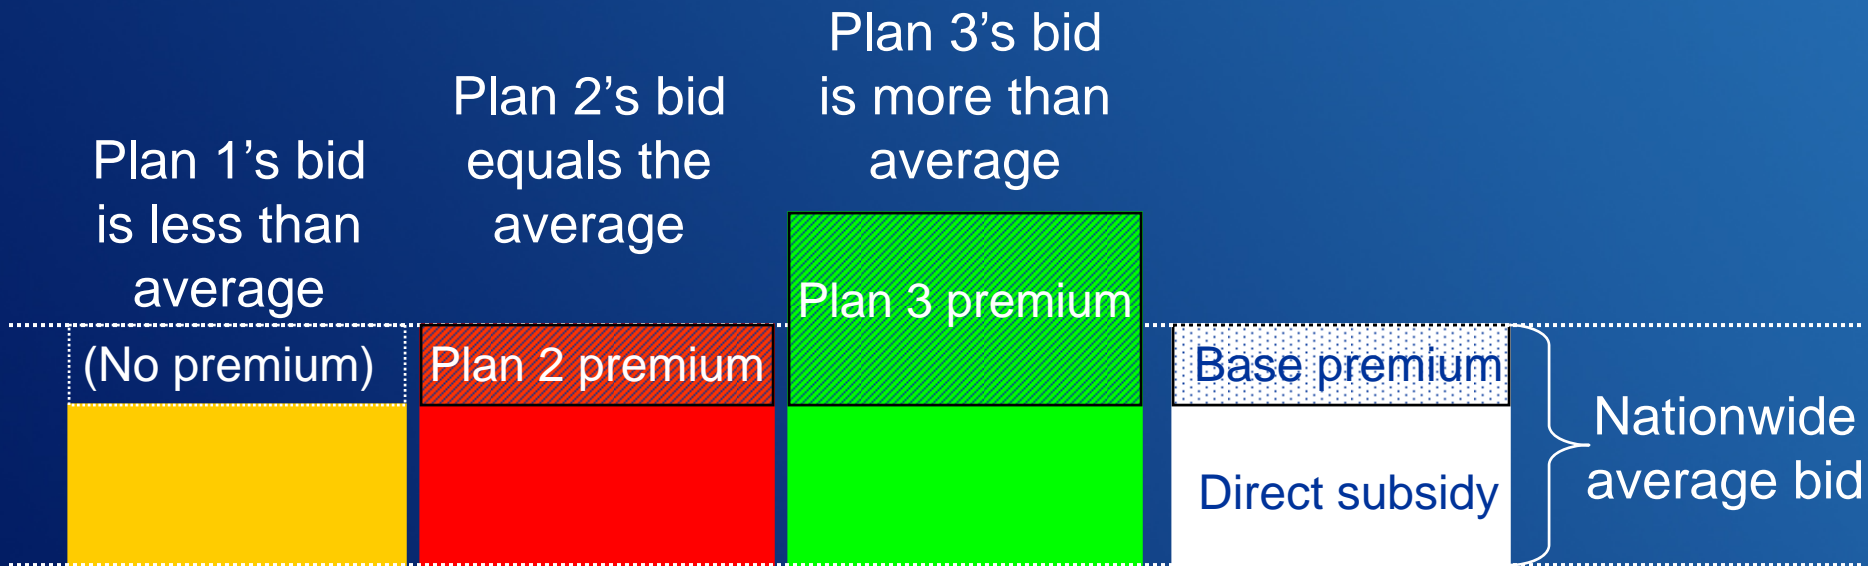 Plan 1’s bid
is less than
average
(No premium)
Plan 2’s bid
equals the
average
Plan 2 premium
Plan 3’s bid
is more than
average
Plan 3 premium
Base premium
Direct subsidy
Nationwide
average bid